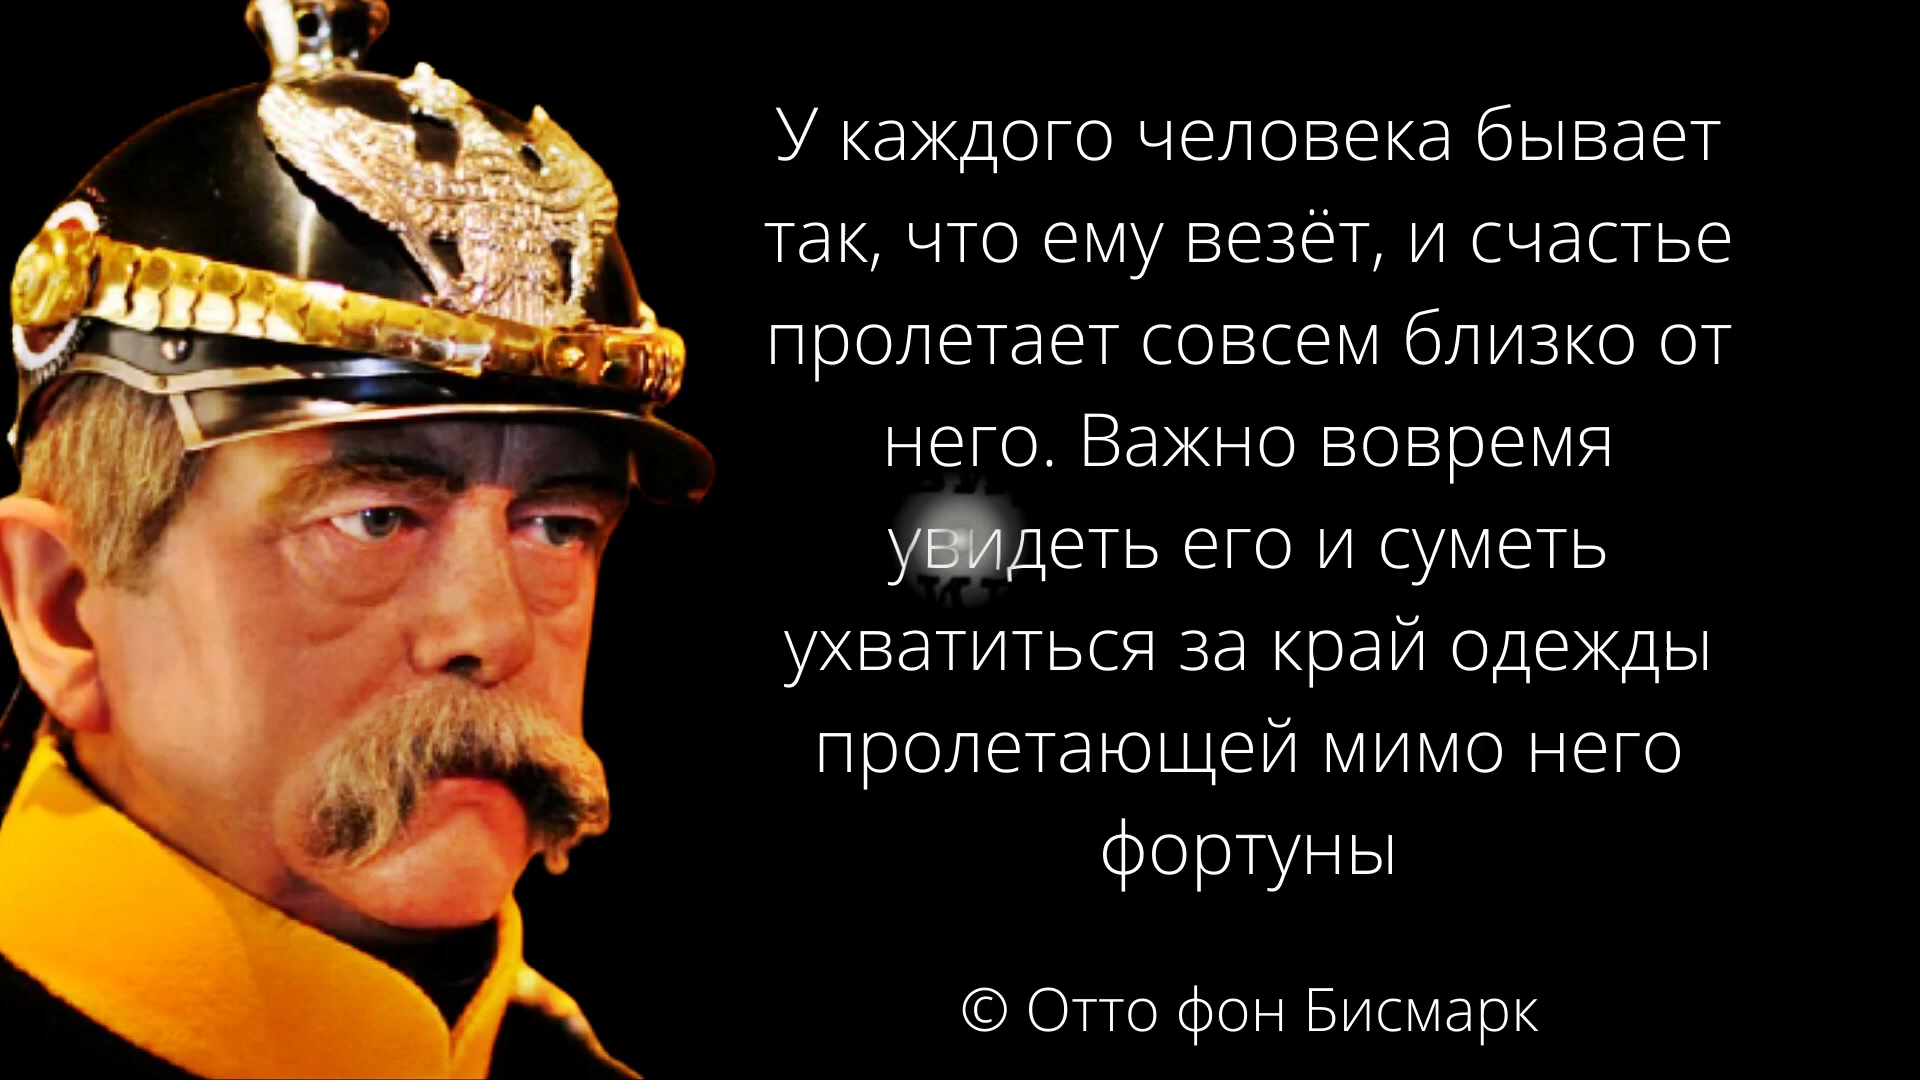 У каждого человека бывает
так, что ему везёт, и счастье
пролетает совсем близко от
него. Важно вовремя
увидеть его и суметь
ухватиться за край одежды
пролетающей мимо него
фортуны
© Отто фон Бисмарк